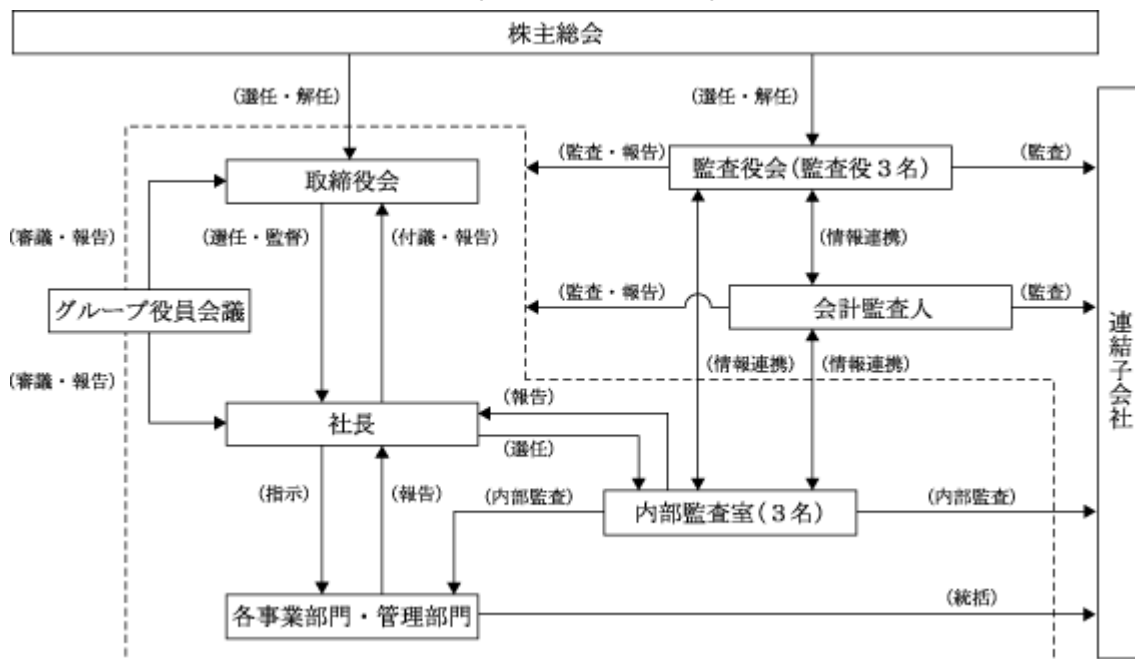 株主総会
(選任・解任)
(選任・解任)
(監査・報告)
監査役会(監査役3名)
(監査)
取締役会
(審議・報告)
(選任・監督)
(付議・報告)
(情報連携)
グループ役員会議
(監査・報告)
会計監査人
(監査)
連結子会社
(審議・報告)
(情報連携)
(情報連携)
(報告)
社長
(選任)
(指示)
(報告)
(内部監査)
内部監査室(3名)
(内部監査)
各事業部門・管理部門
(統括)